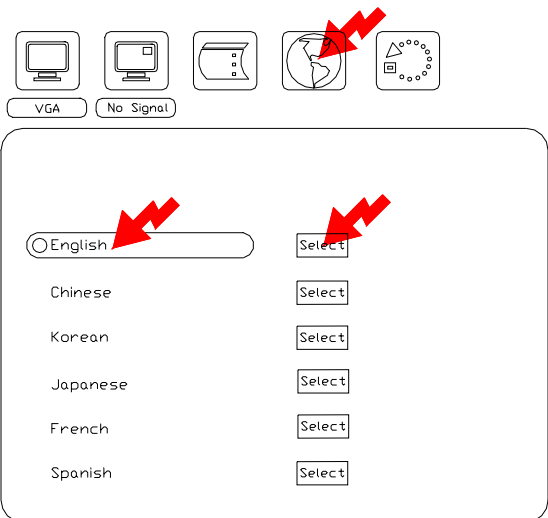 VGA No Signal
English Select
Chinese Select
Korean Select
Japanese Select
French Select
Spanish Select